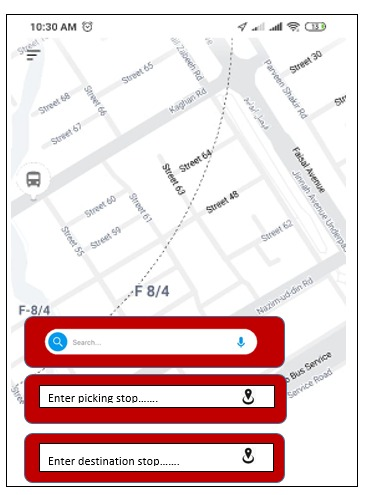 10:30 AM
13
Street 30
Street 65
Kaghan Rd
Parveen Shakir Rd
Street 68
Street 66
Street 67
Street 64
Street 63
Faisal Avenue
Jinnah Avenue Underpa
Street 60
Street 61
Street 48
Street 59
Street 55
Street 62
F 8/4
Nazim-ud-din Rd
F-8/4
Search...
o Bus Service
Service Road
Enter picking stop.......
Enter destination stop.......